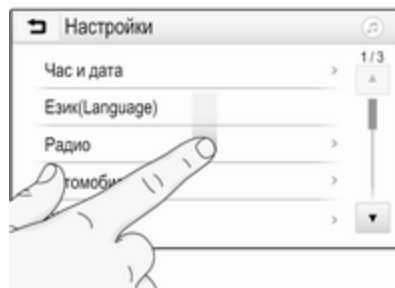 Настройки
1/3
Час и дата
Език(Language)
Радио